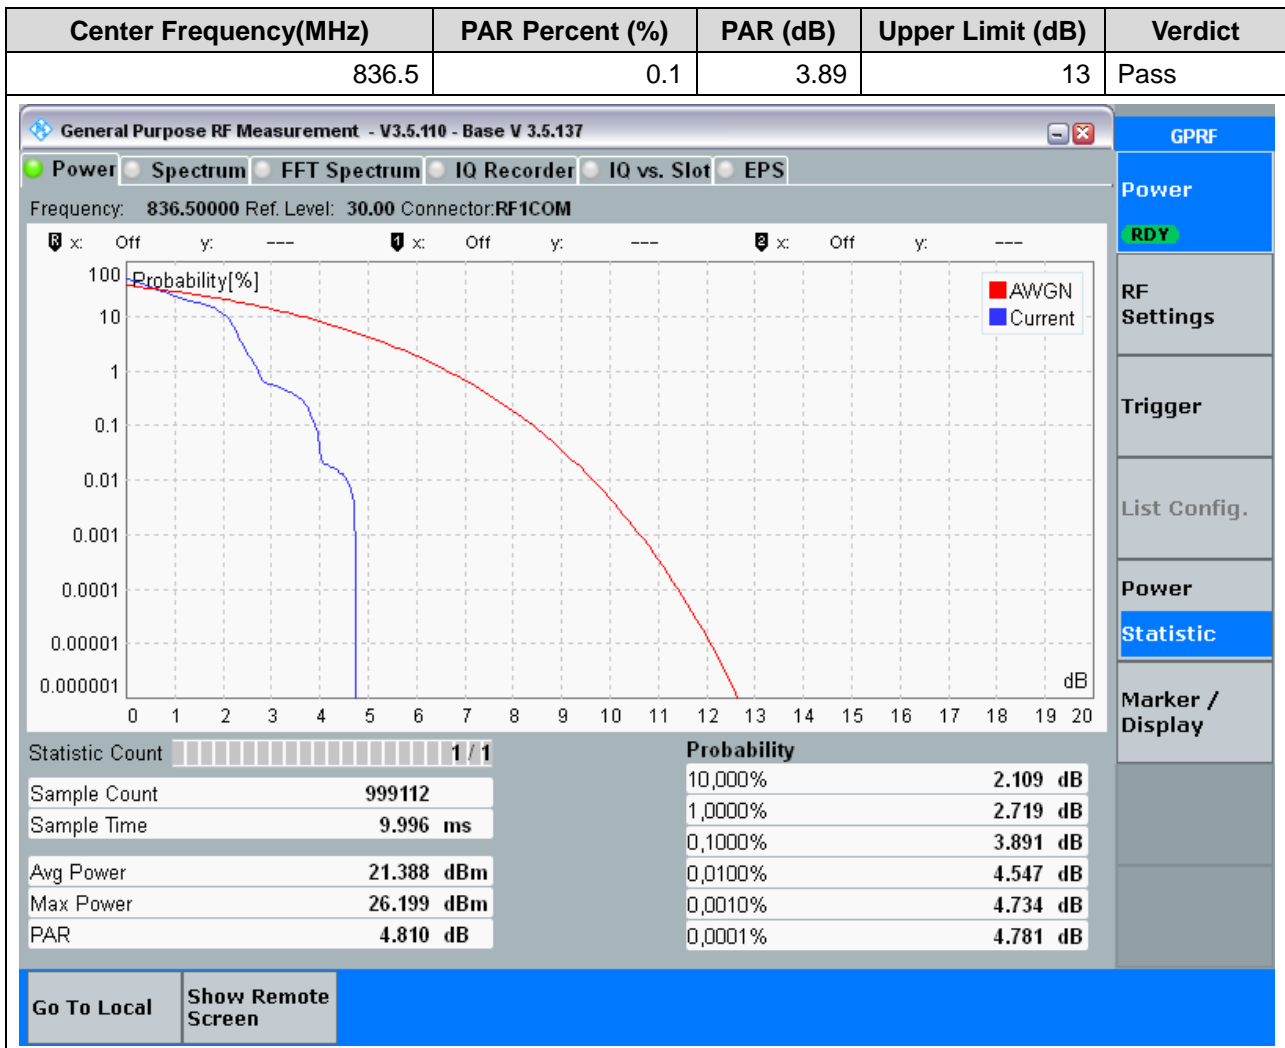 Center Frequency(MHz) PAR Percent (%) PAR (dB) Upper Limit (dB) Verdict
836.5 0.1 3.89 13 Pass
General Purpose RF Measurement - V3.5.110 - Base V 3.5.137
GPRF
Power Spectrum FFT Spectrum IQ Recorder IQ vs. Slot EPS
Frequency: 836.50000 Ref. Level: 30.00 Connector:RF1COM
R x: Off y: --- 1 x: Off y: --- 2 x: Off y: ---
Probability[%]
AWGN
Current
100
10
1
0.1
0.01
0.001
0.0001
0.00001
0.000001
dB
0 1 2 3 4 5 6 7 8 9 10 11 12 13 14 15 16 17 18 19 20
Statistic Count 1 / 1
Sample Count 999112
Sample Time 9.996 ms
Avg Power 21.388 dBm
Max Power 26.199 dBm
PAR 4.810 dB
Probability
10,000% 2.109 dB
1,0000% 2.719 dB
0,1000% 3.891 dB
0,0100% 4.547 dB
0,0010% 4.734 dB
0,0001% 4.781 dB
Power
RDY
RF
Settings
Trigger
List Config.
Power
Statistic
Marker /
Display
Go To Local
Show Remote
Screen